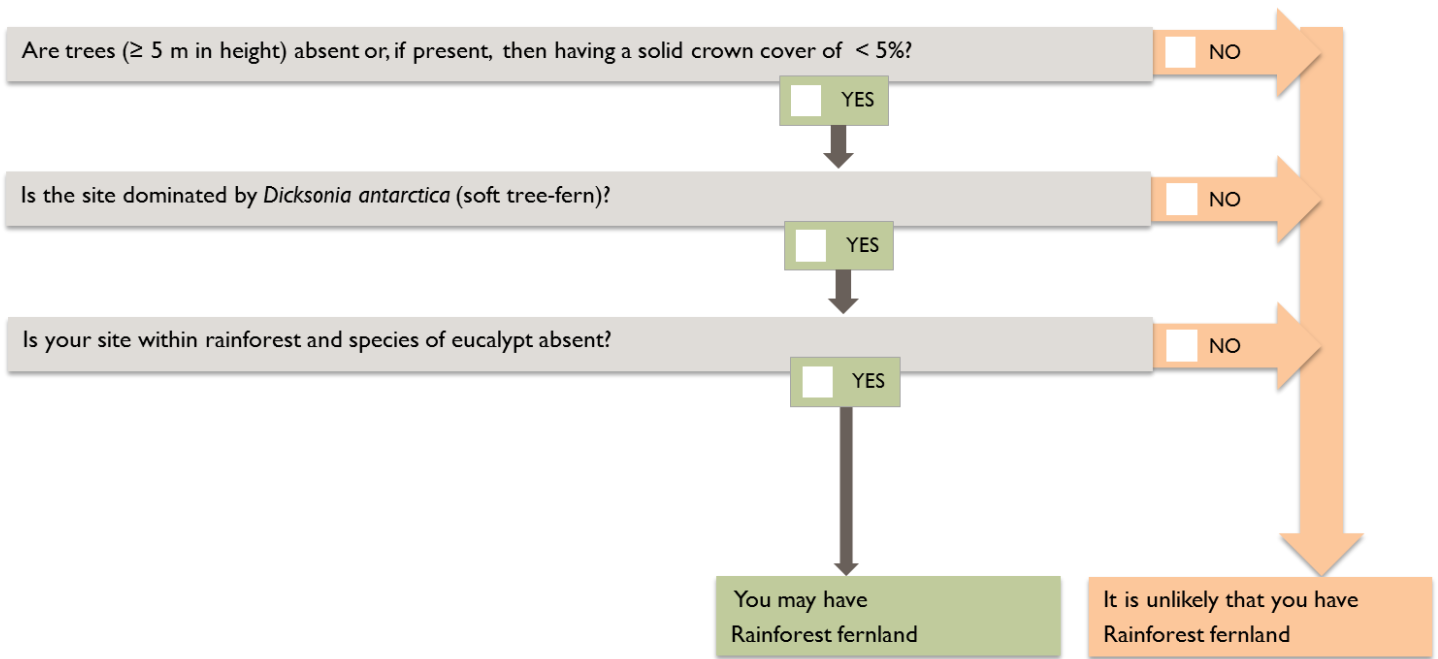 Are trees (≥ 5 m in height) absent or, if present, then having a solid crown cover of < 5%?
NO
YES
Is the site dominated by Dicksonia antarctica (soft tree-fern)?
NO
YES
Is your site within rainforest and species of eucalypt absent?
NO
YES
You may have
Rainforest fernland
It is unlikely that you have
Rainforest fernland